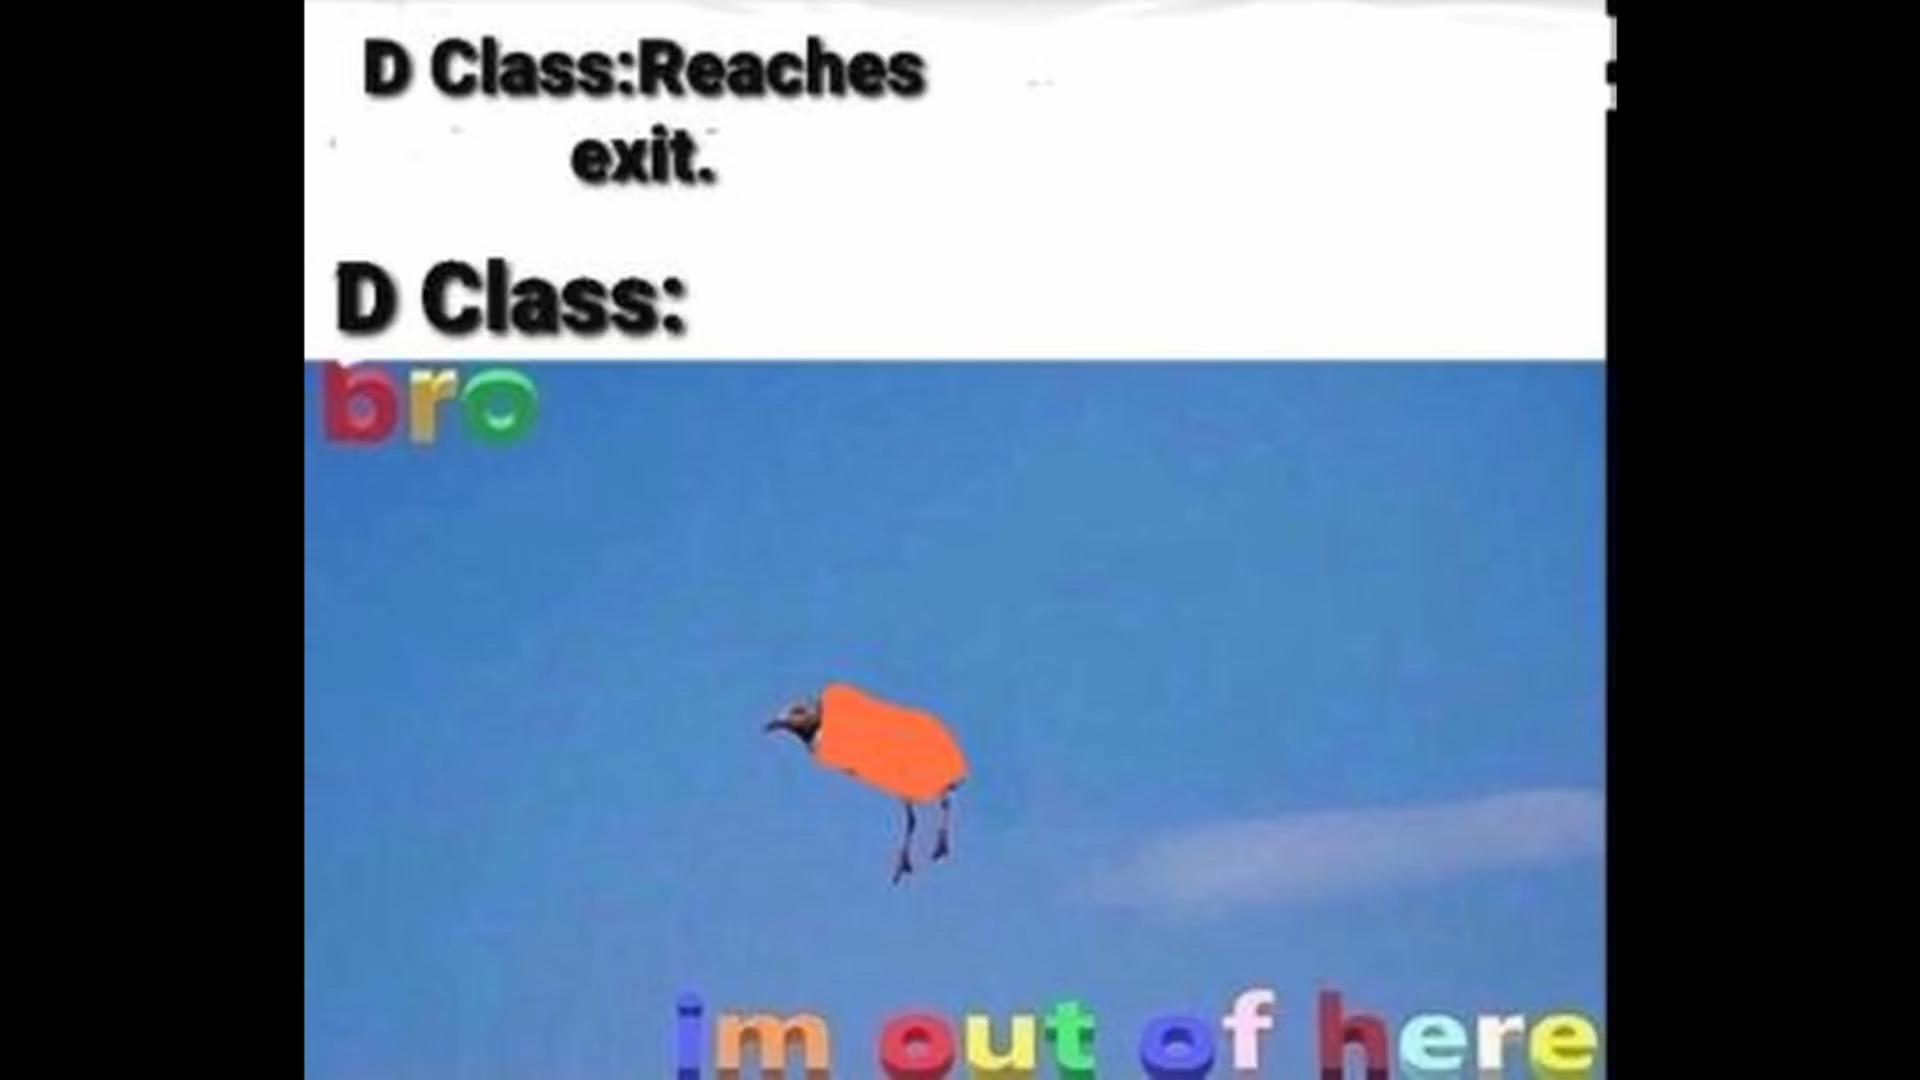 D Class:Reaches
exit.
D Class:
bro
im out of here